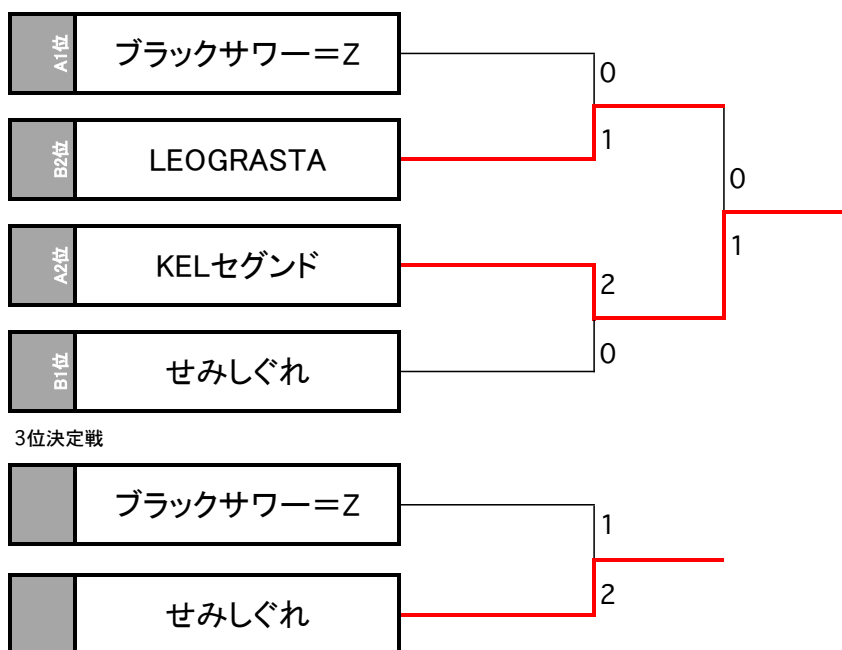 A1位
ブラックサワー＝Z
0
1
B2位
LEOGRASTA
0
1
A2位
KELセグンド
2
0
B1位
せみしぐれ
3位決定戦
ブラックサワー＝Z
1
2
せみしぐれ